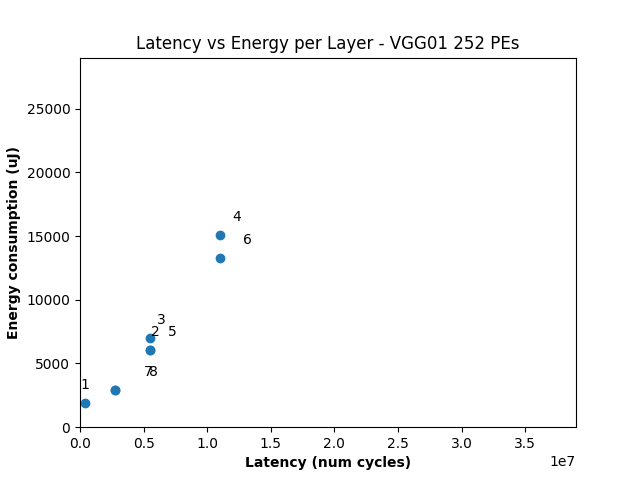 Latency vs Energy per Layer - VGG01 252 PEs
Energy consumption (uJ)
25000
20000
15000
10000
5000
0
4
6
3
2 5
1
7 8
0.0 0.5 1.0 1.5 2.0 2.5 3.0 3.5
1e7
Latency (num cycles)